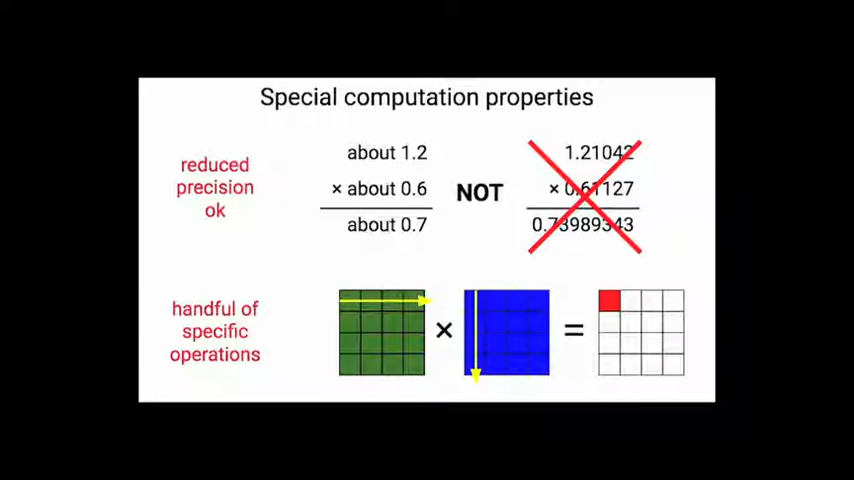 Special computation properties
reduced
precision
ok
about 1.2
× about 0.6
about 0.7
NOT
1.21042
× 0.61127
0.73989343
handful of
specific
operations
×
=